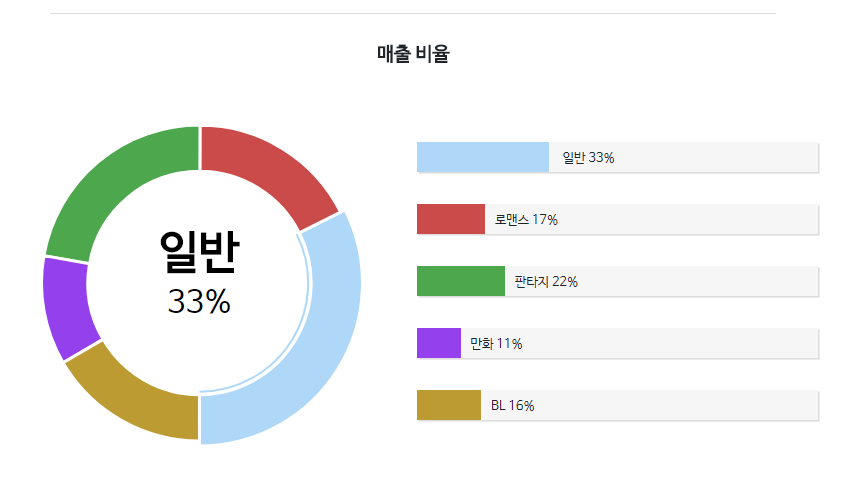 매출 비율
일반
33%
일반 33%
로맨스 17%
판타지 22%
만화 11%
BL 16%